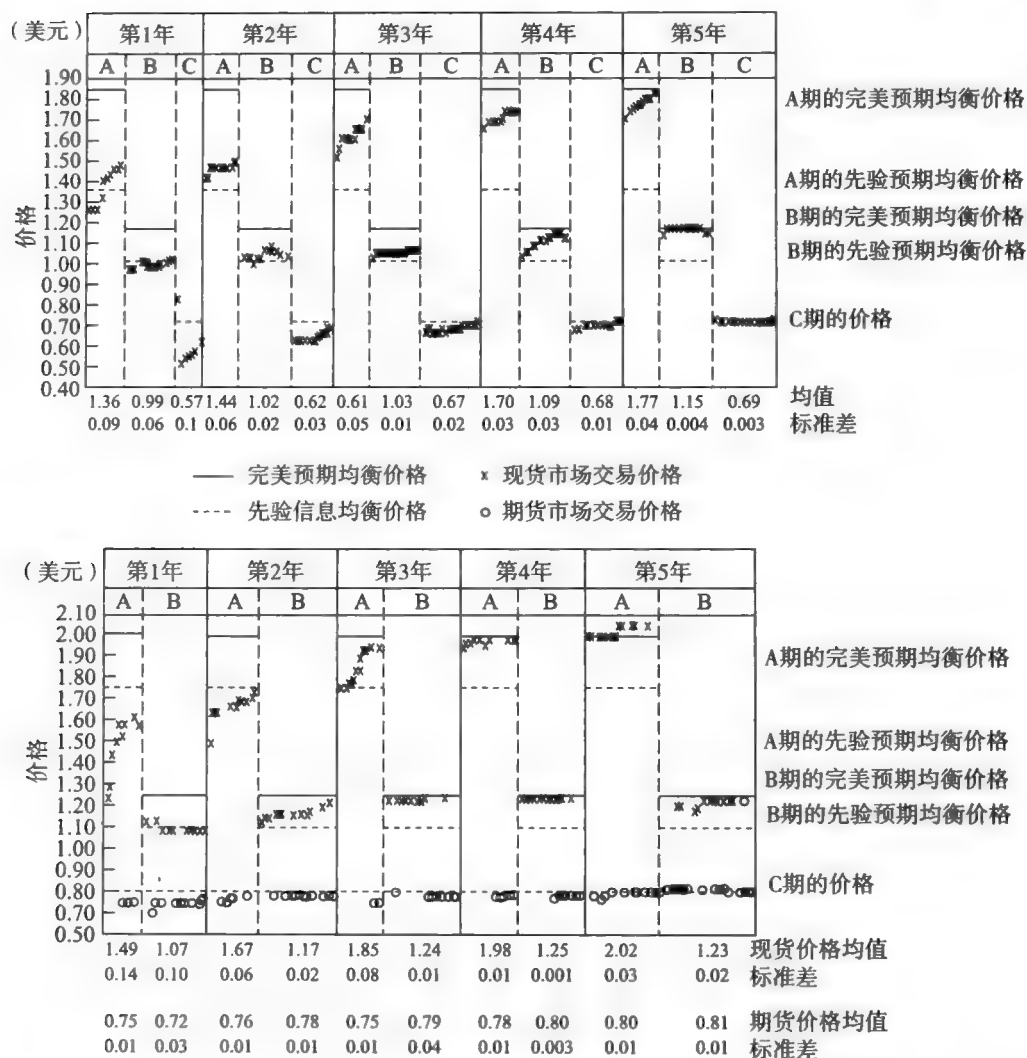 （美元） 第1年 第2年 第3年 第4年 第5年
A B C A B C A B C A B C A B C
1.90
1.80
1.70
1.60
1.50
1.40
1.30
1.20
1.10
1.00
0.90
0.80
0.70
0.60
0.50
0.40
价格
A期的完美预期均衡价格
A期的先验预期均衡价格
B期的完美预期均衡价格
B期的先验预期均衡价格
C期的价格
1.36 0.99 0.57 1.44 1.02 0.62 0.61 1.03 0.67 1.70 1.09 0.68 1.77 1.15 0.69 均值
0.09 0.06 0.1 0.06 0.02 0.03 0.05 0.01 0.02 0.03 0.03 0.01 0.04 0.004 0.003 标准差
完美预期均衡价格 x 现货市场交易价格
先验信息均衡价格 o 期货市场交易价格
（美元） 第1年 第2年 第3年 第4年 第5年
A B A B A B A B A B
2.10
2.00
1.90
1.80
1.70
1.60
1.50
1.40
1.30
1.20
1.10
1.00
0.80
0.70
0.50
价格
A期的完美预期均衡价格
A期的先验预期均衡价格
B期的完美预期均衡价格
B期的先验预期均衡价格
C期的价格
1.49 1.07 1.67 1.17 1.85 1.24 1.98 1.25 2.02 1.23 现货价格均值
0.14 0.10 0.06 0.02 0.08 0.01 0.01 0.001 0.03 0.02 标准差
0.75 0.72 0.76 0.78 0.75 0.79 0.78 0.80 0.80 0.81 期货价格均值
0.01 0.03 0.01 0.01 0.01 0.04 0.01 0.003 0.01 0.01 标准差